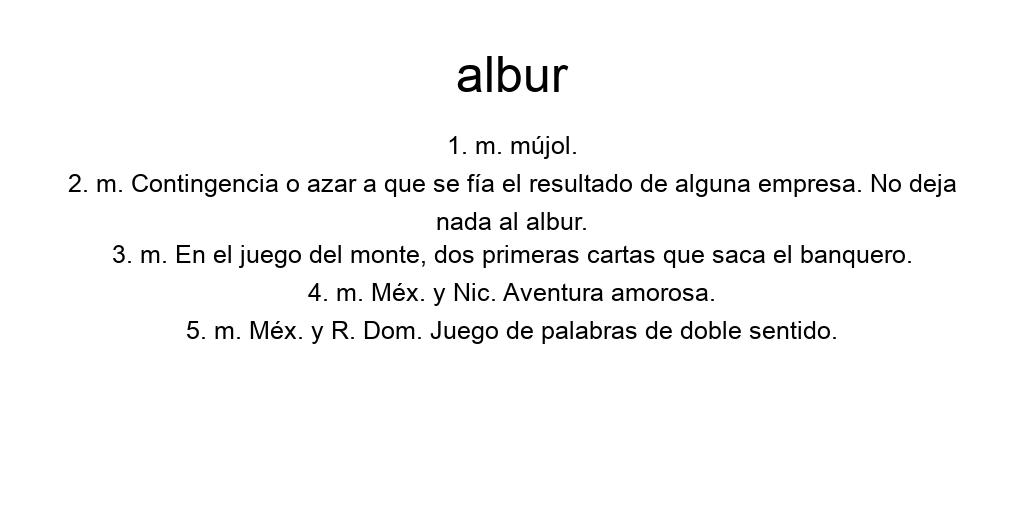 albur
1. m. mújol.
2. m. Contingencia o azar a que se fía el resultado de alguna empresa. No deja
nada al albur.
3. m. En el juego del monte, dos primeras cartas que saca el banquero.
4. m. Méx. y Nic. Aventura amorosa.
5. m. Méx. y R. Dom. Juego de palabras de doble sentido.